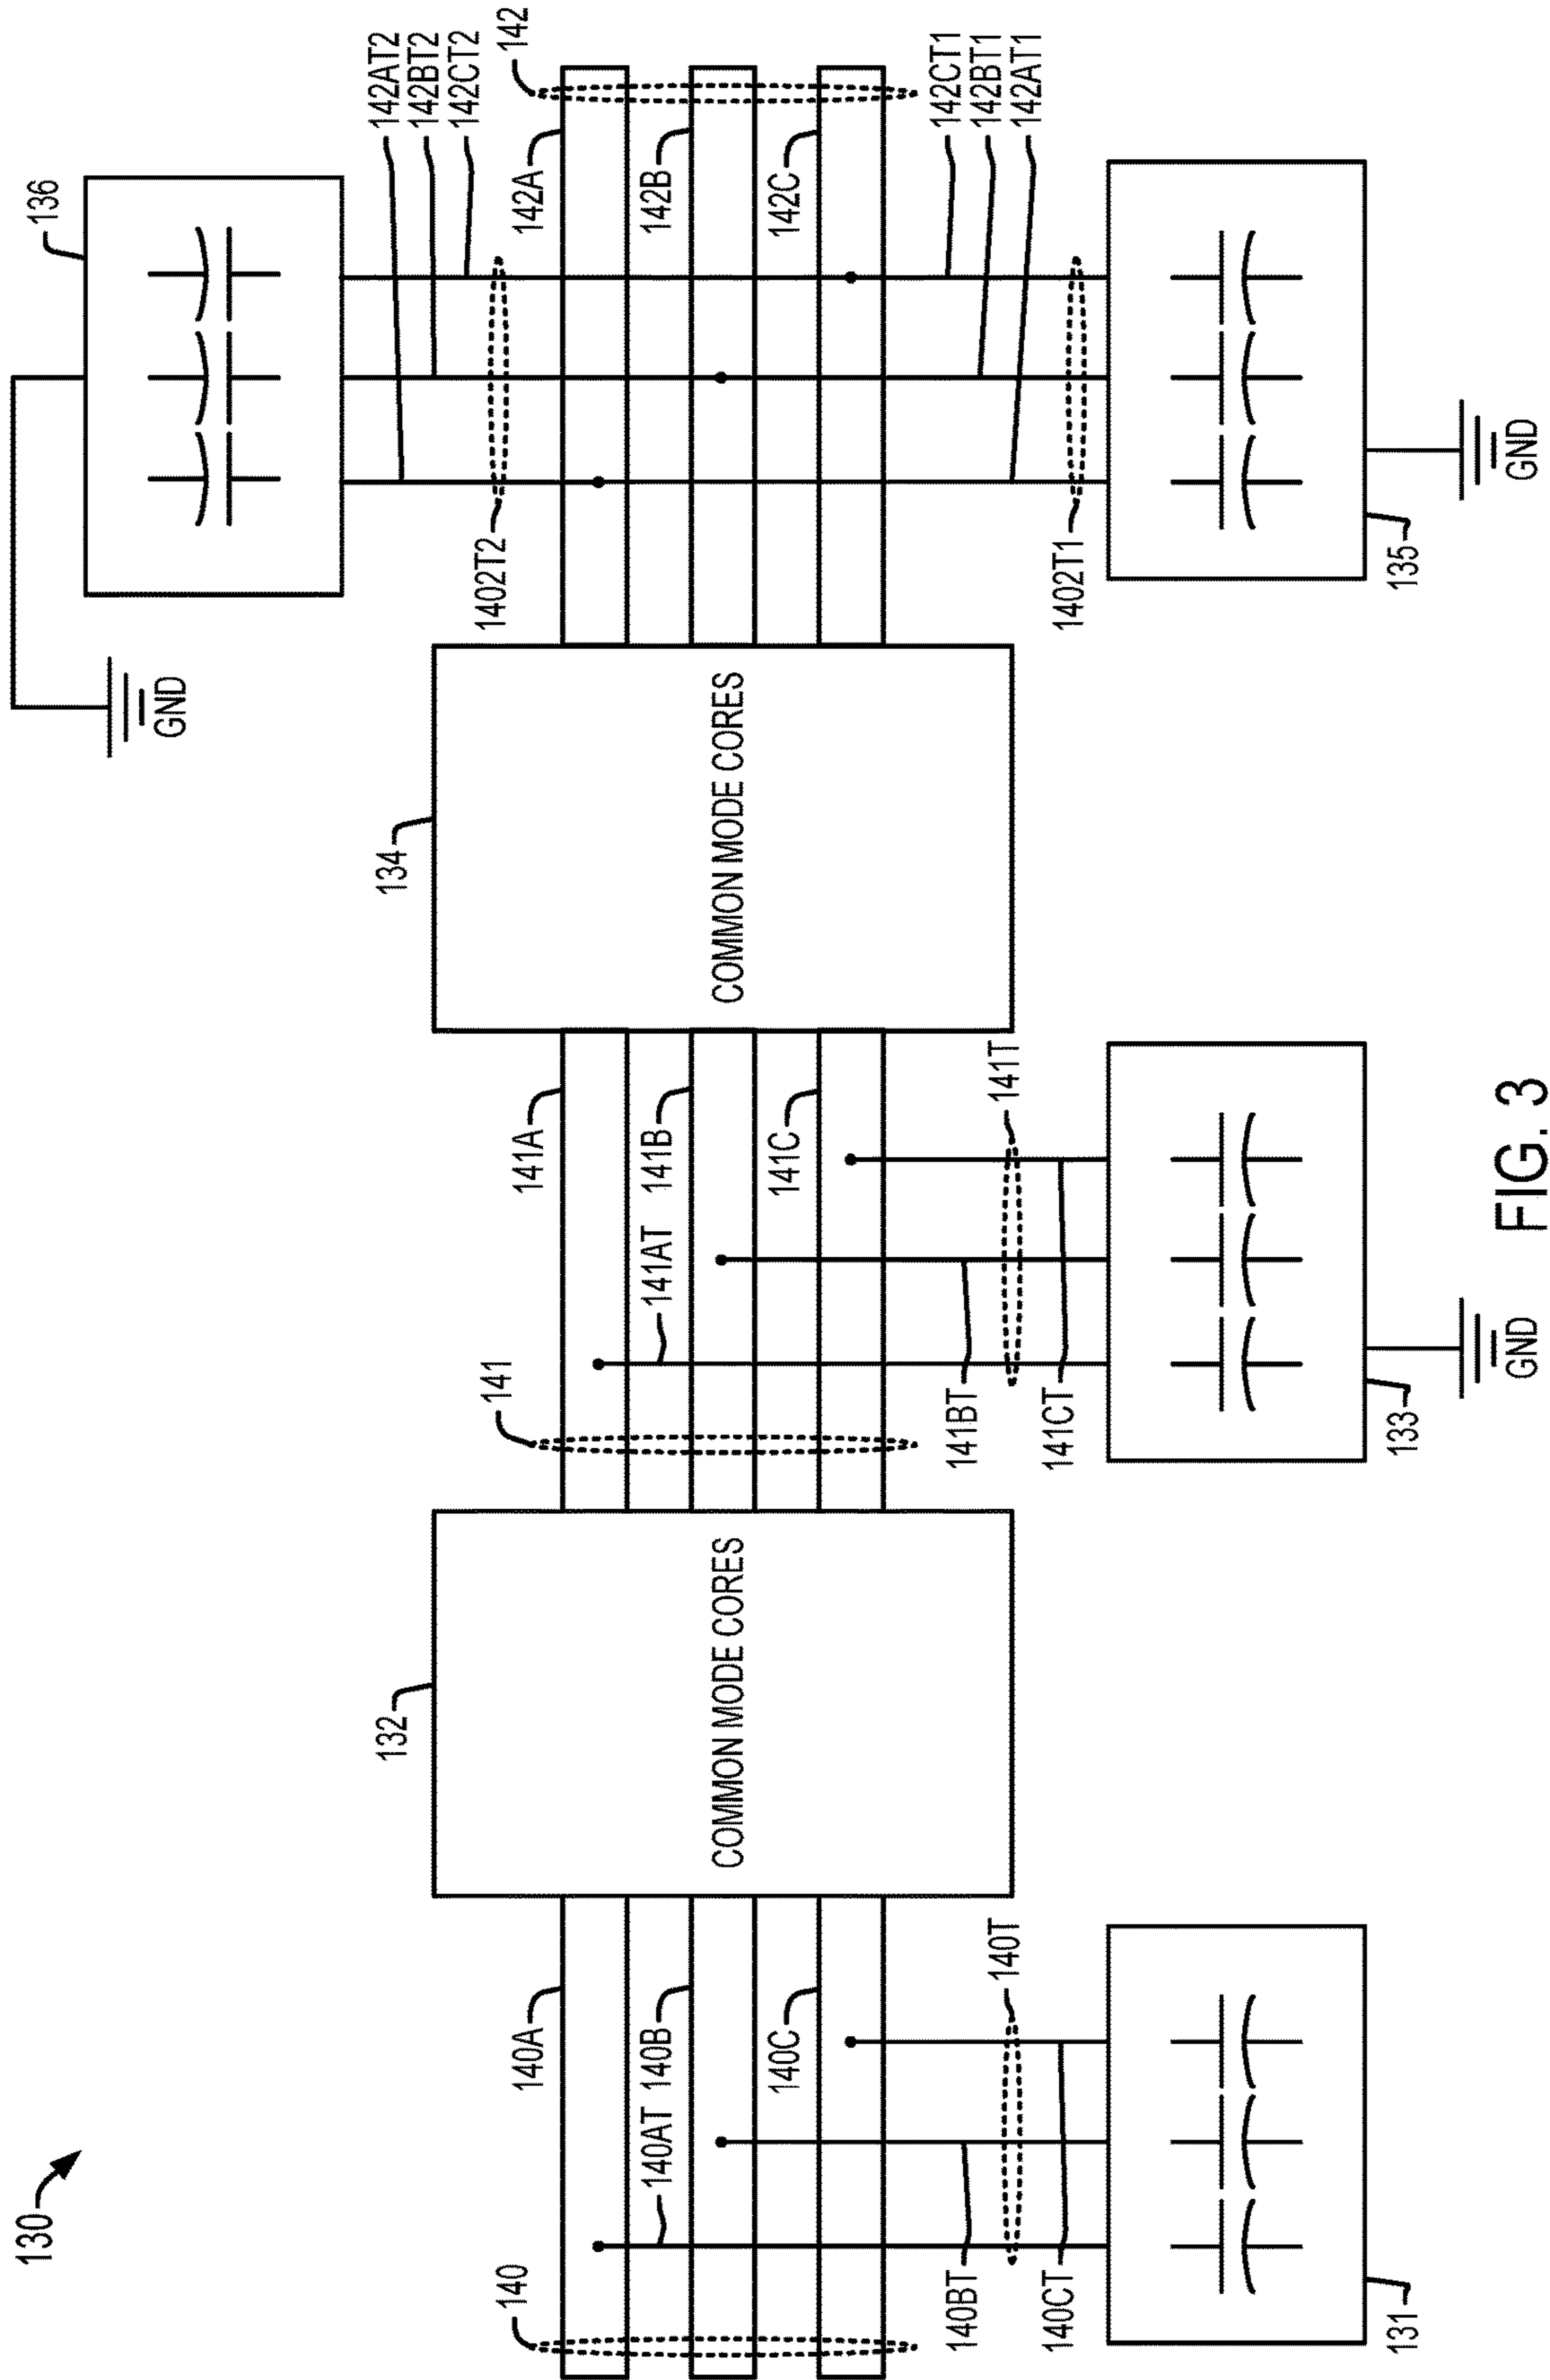 130
140
140A
140AT
140B
140C
140BT
140T
140CT
131
132
COMMON MODE CORES
141
141A
141AT
141B
141C
141BT
141T
141CT
133
GND
134
COMMON MODE CORES
GND
136
142AT2
142BT2
142CT2
1402T2
142
142A
142B
142C
142CT1
142BT1
142AT1
1402T1
135
GND
FIG. 3